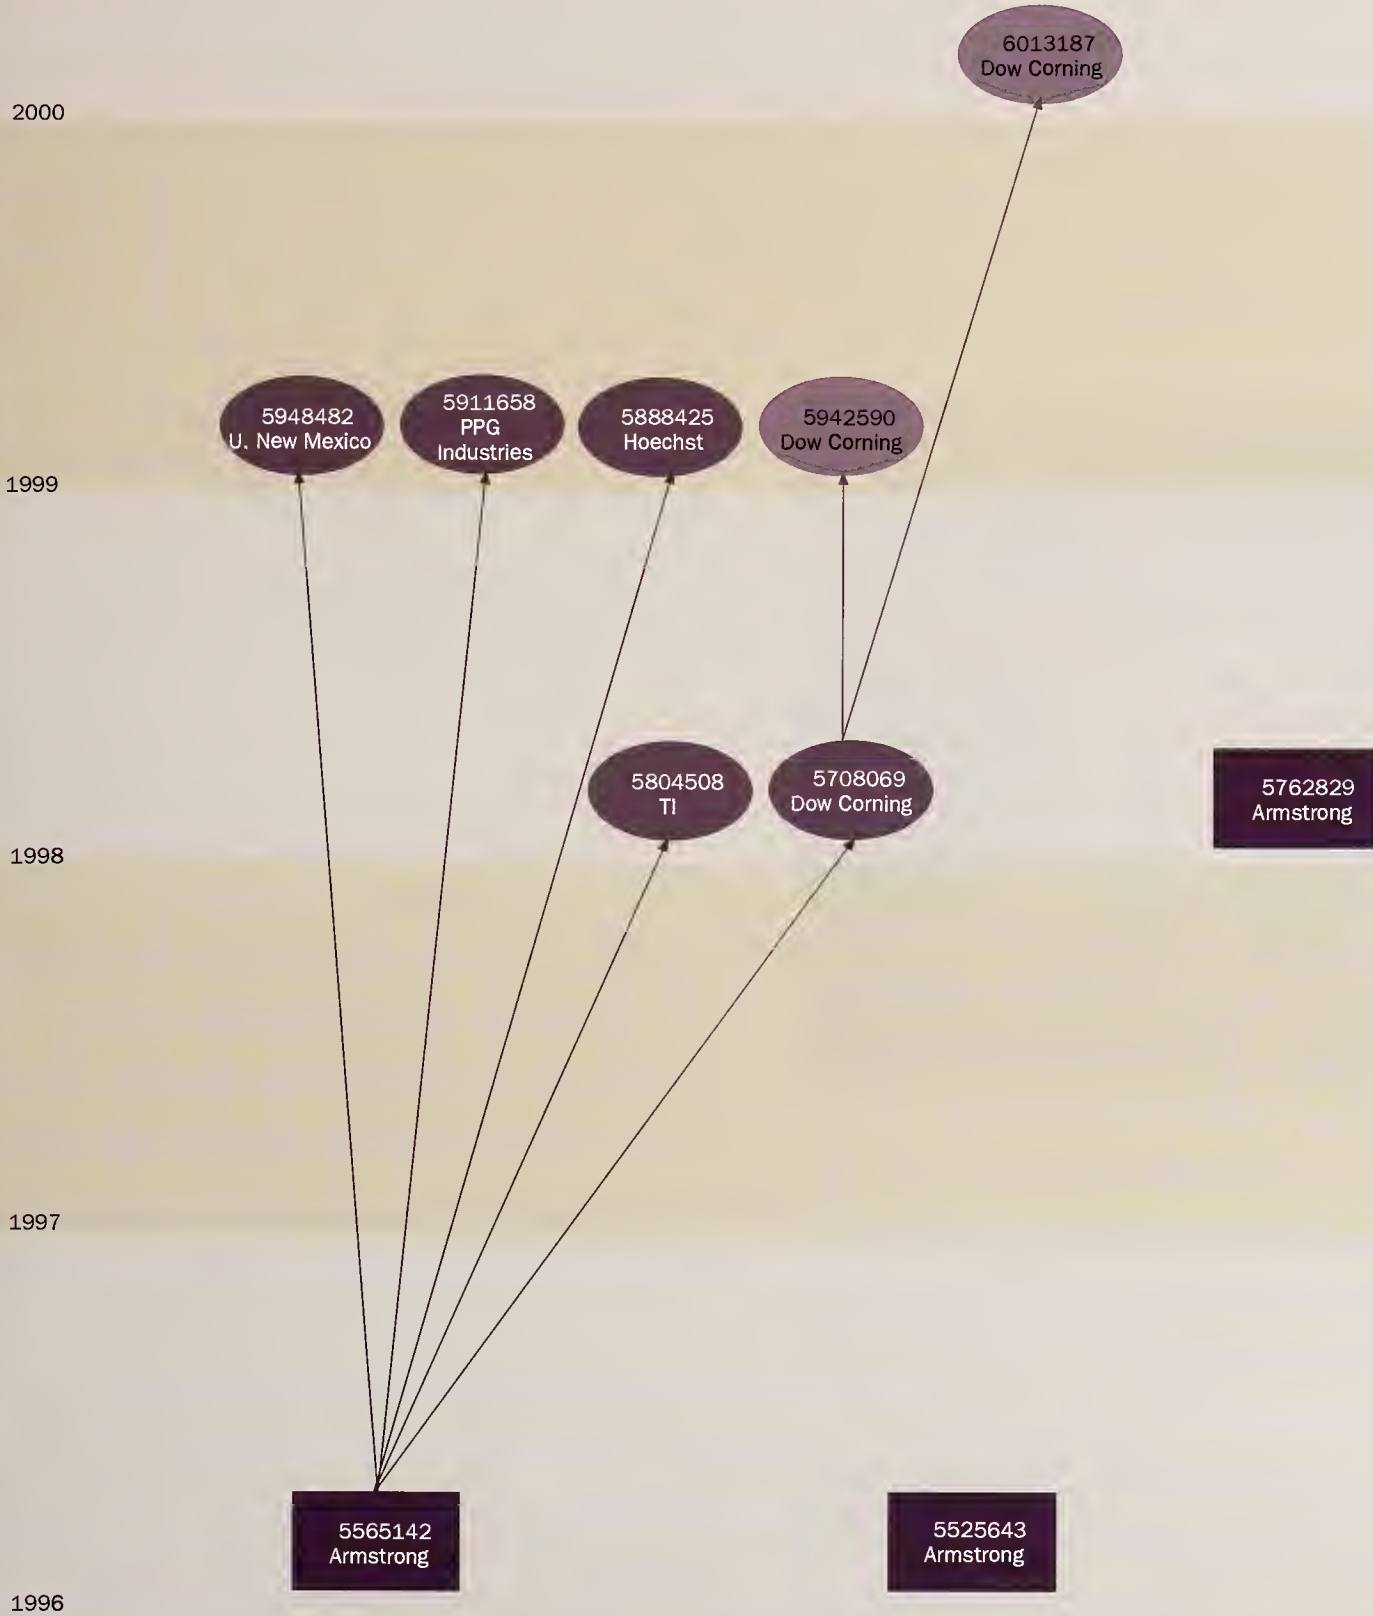 6013187
Dow Corning
2000
5948482
U. New Mexico
5911658
PPG
Industries
5888425
Hoechst
5942590
Dow Corning
1999
5804508
TI
5708069
Dow Corning
5762829
Armstrong
1998
1997
5565142
Armstrong
5525643
Armstrong
1996